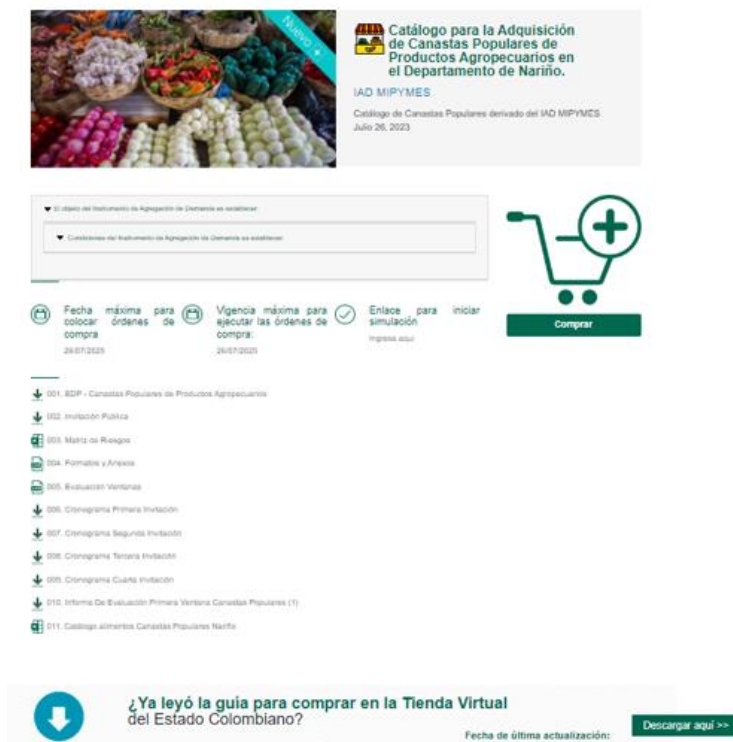 Nuevo +
Catálogo para la Adquisición
de Canastas Populares de
Productos Agropecuarios en
el Departamento de Nariño.
IAD MIPYMES
Catálogo de Canastas Populares derivado del IAD MIPYMES
Julio 26, 2023
El objeto del Instrumento de Agregación de Demanda es establecer:
Condiciones del Instrumento de Agregación de Demanda es establecer:
Fecha máxima para
colocar órdenes de
compra
26/07/2025
Vigencia máxima para
ejecutar las órdenes de
compra:
26/07/2025
Enlace para iniciar
simulación
Ingresa aquí
Comprar
001. EDP - Canastas Populares de Productos Agropecuarios
002. Invitación Pública
003. Matriz de Riesgos
004. Formatos y Anexos
005. Evaluación Ventanas
006. Cronograma Primera Invitación
007. Cronograma Segunda Invitación
008. Cronograma Tercera Invitación
009. Cronograma Cuarta Invitación
010. Informe De Evaluación Primera Ventana Canastas Populares (1)
011. Catálogo alimentos Canastas Populares Nariño
¿Ya leyó la guía para comprar en la Tienda Virtual
del Estado Colombiano?
Fecha de última actualización:
Descargar aquí >>